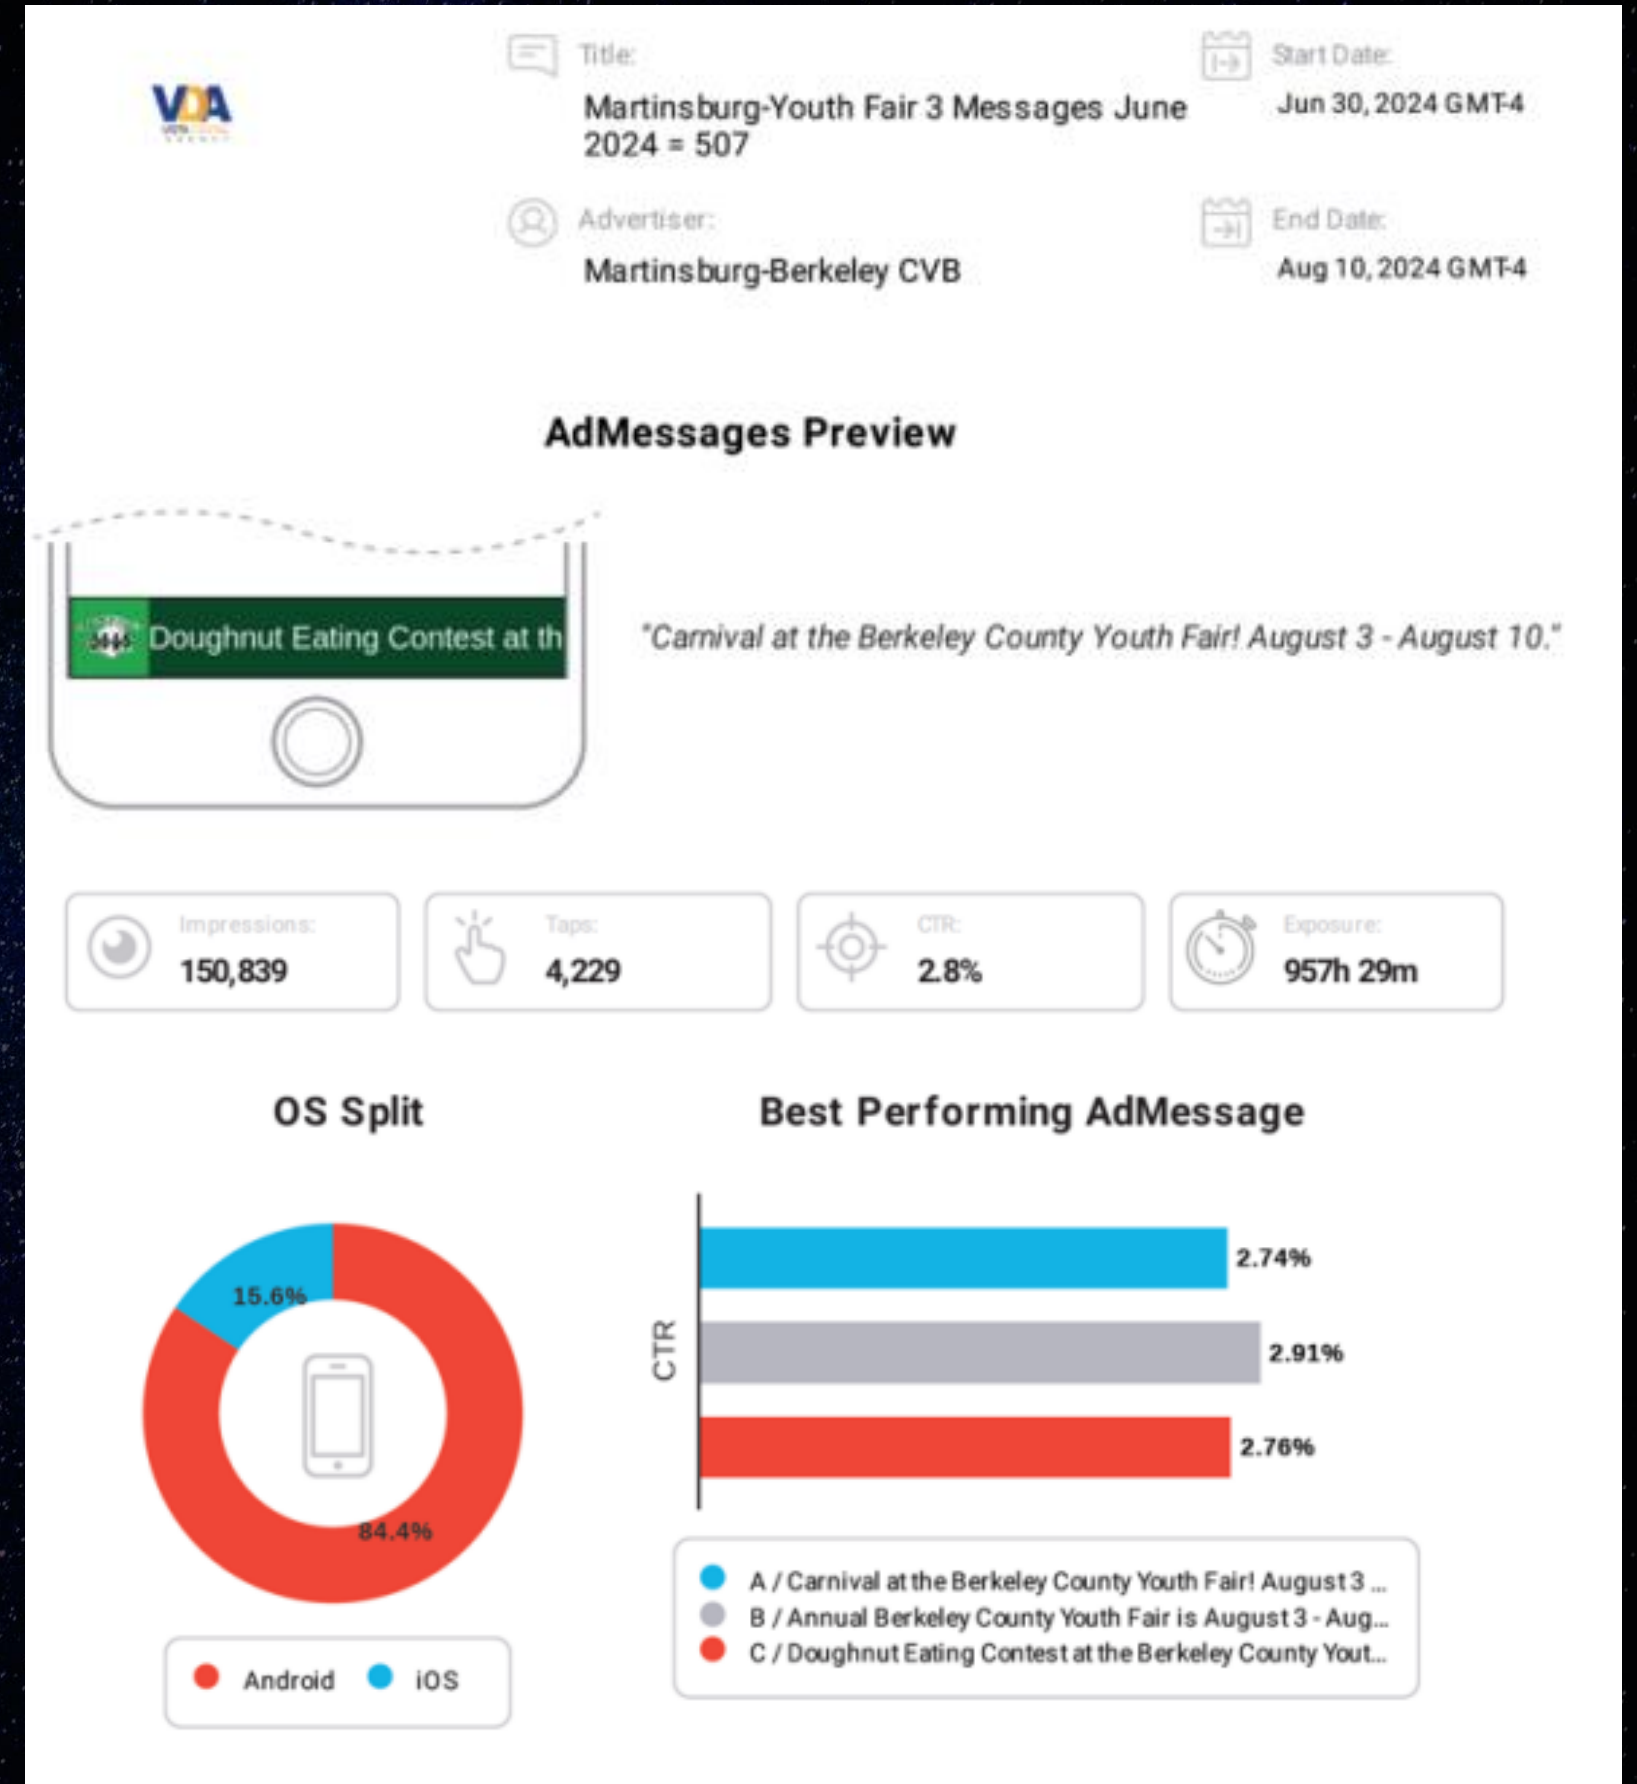 VDA
Title:
Martinsburg-Youth Fair 3 Messages June
2024 = 507
Start Date:
Jun 30, 2024 GMT-4
Advertiser:
Martinsburg-Berkeley CVB
End Date:
Aug 10, 2024 GMT-4
AdMessages Preview
Doughnut Eating Contest at th
"Carnival at the Berkeley County Youth Fair! August 3 - August 10."
Impressions:
150,839
Taps:
4,229
CTR:
2.8%
Exposure:
957h 29m
OS Split
15.6%
84.4%
Android
iOS
Best Performing AdMessage
CTR
2.74%
2.91%
2.76%
A / Carnival at the Berkeley County Youth Fair! August 3 ...
B / Annual Berkeley County Youth Fair is August 3 - Aug...
C / Doughnut Eating Contest at the Berkeley County Yout...